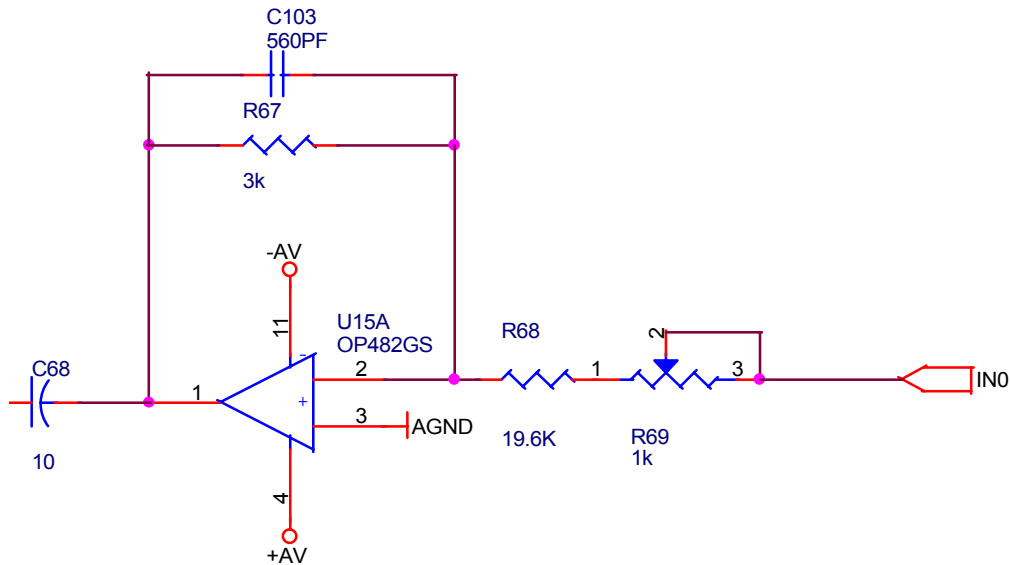 C103
560PF
R67
3k
-AV
11
-
U15A
OP482GS
R68
2
C68
1
2
1
3
IN0
+
3
AGND
10
19.6K
R69
1k
4
+AV